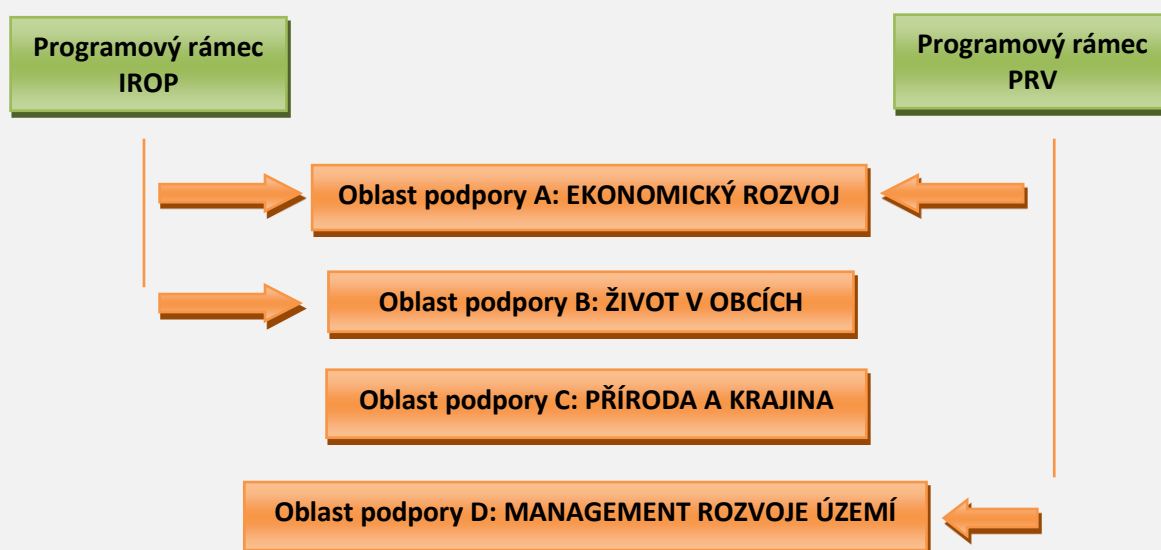 Programový rámec
IROP
Programový rámec
PRV
Oblast podpory A: EKONOMICKÝ ROZVOJ
Oblast podpory B: ŽIVOT V OBCÍCH
Oblast podpory C: PŘÍRODA A KRAJINA
Oblast podpory D: MANAGEMENT ROZVOJE ÚZEMÍ